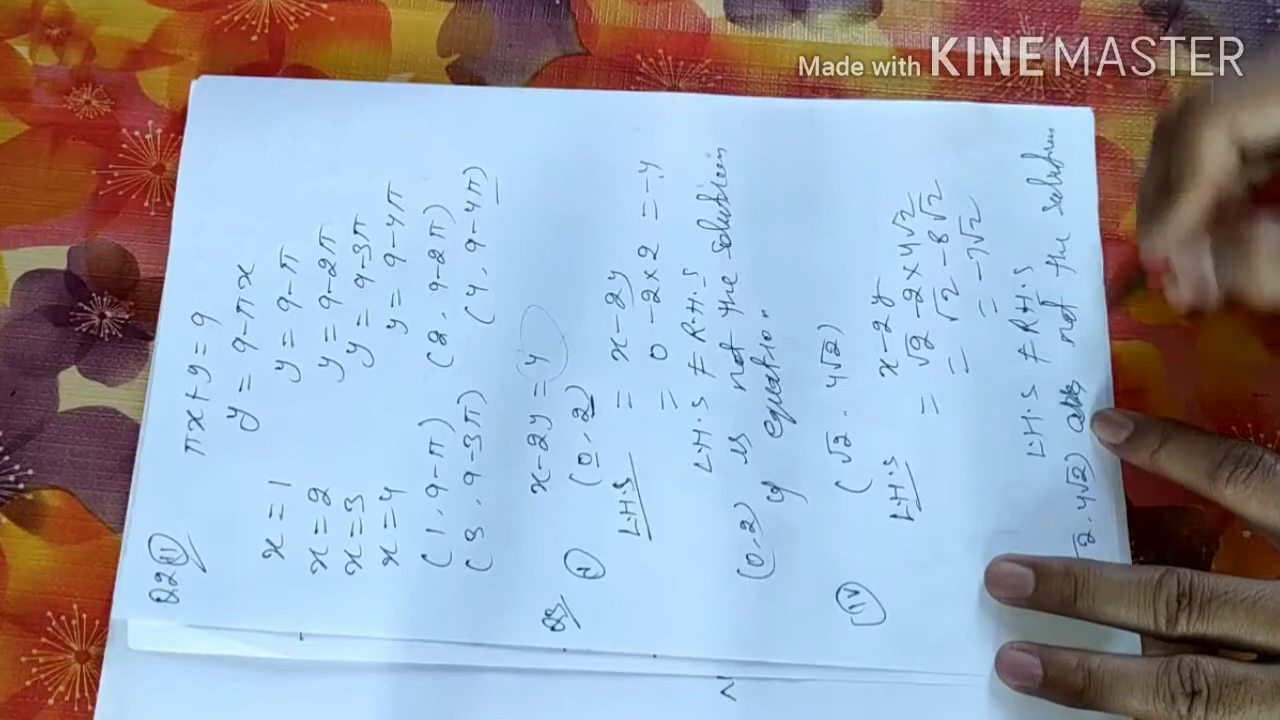 Made with KINEMASTER
Q2 (ii) πx+y = 9
y = 9-πx
x = 1 y = 9-π
x = 2 y = 9-2π
x = 3 y = 9-3π
x = 4 y = 9-4π
(1, 9-π) (2, 9-2π)
(3, 9-3π) (4, 9-4π)
Q3/ x-2y = 4
(i) (0, 2)
L.H.S = x-2y
= 0 -2×2 = -4
L.H.S ≠ R.H.S
(0,2) is not the solution
of equation
(iv) (√2, 4√2)
L.H.S x-2y
= √2 -2×4√2
= √2 -8√2
= -7√2
L.H.S ≠ R.H.S
√2, 4√2) not the solution